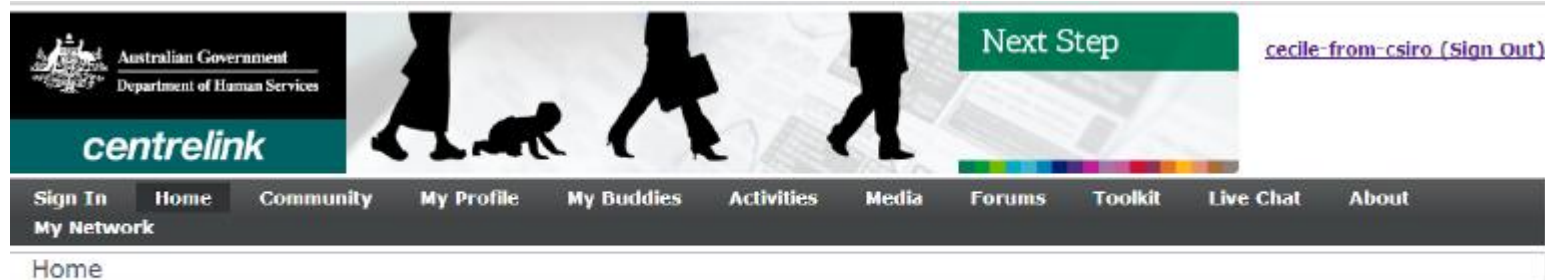 Australian Government
Department of Human Services
centrelink
Next Step
cecile-from-csiro (Sign Out)
Sign In Home Community My Profile My Buddies Activities Media Forums Toolkit Live Chat About
My Network
Home